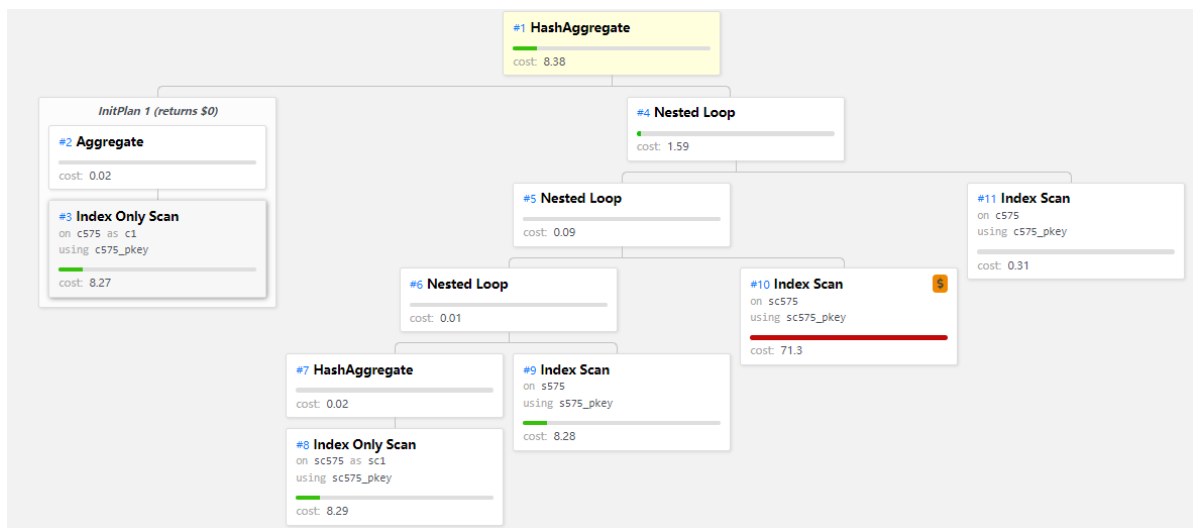 #1 HashAggregate
cost: 8.38
InitPlan 1 (returns $0)
#2 Aggregate
cost: 0.02
#3 Index Only Scan
on c575 as c1
using c575_pkey
cost: 8.27
#4 Nested Loop
cost: 1.59
#5 Nested Loop
cost: 0.09
#6 Nested Loop
cost: 0.01
#7 HashAggregate
cost: 0.02
#8 Index Only Scan
on sc575 as sc1
using sc575_pkey
cost: 8.29
#9 Index Scan
on s575
using s575_pkey
cost: 8.28
#10 Index Scan
$
on sc575
using sc575_pkey
cost: 71.3
#11 Index Scan
on c575
using c575_pkey
cost: 0.31